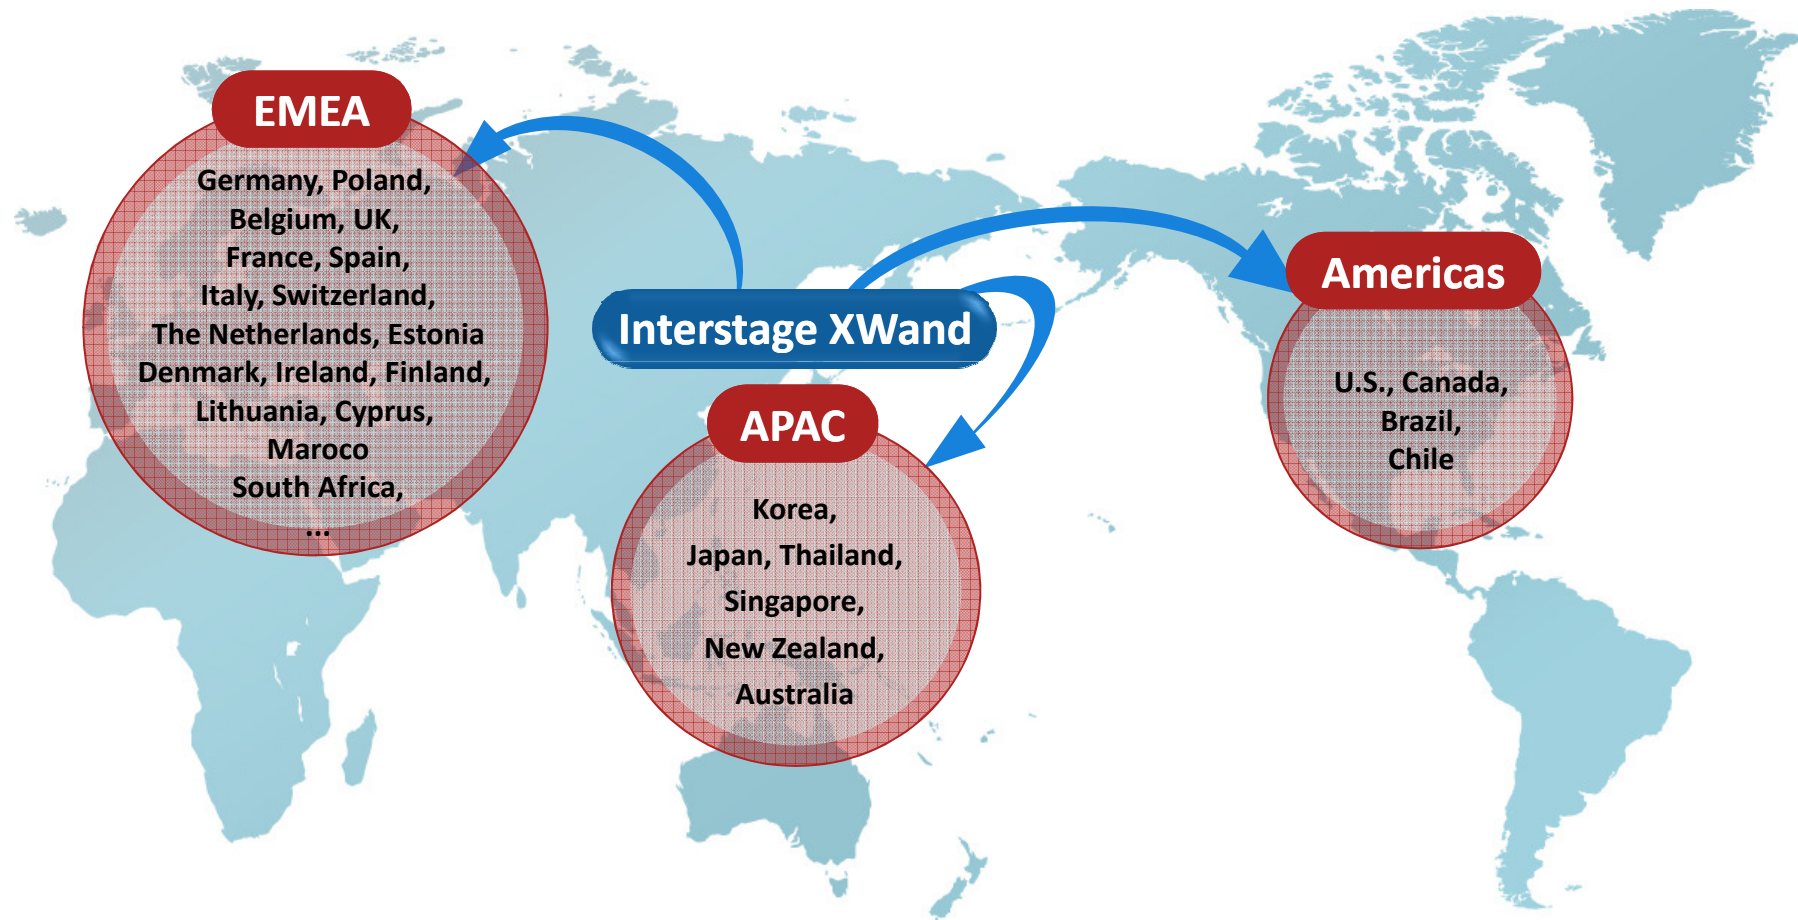 EMEA
Germany, Poland,
Belgium, UK,
France, Spain,
Italy, Switzerland,
The Netherlands, Estonia
Denmark, Ireland, Finland,
Lithuania, Cyprus,
Maroco
South Africa,
...
Interstage XWand
APAC
Korea,
Japan, Thailand,
Singapore,
New Zealand,
Australia
Americas
U.S., Canada,
Brazil,
Chile